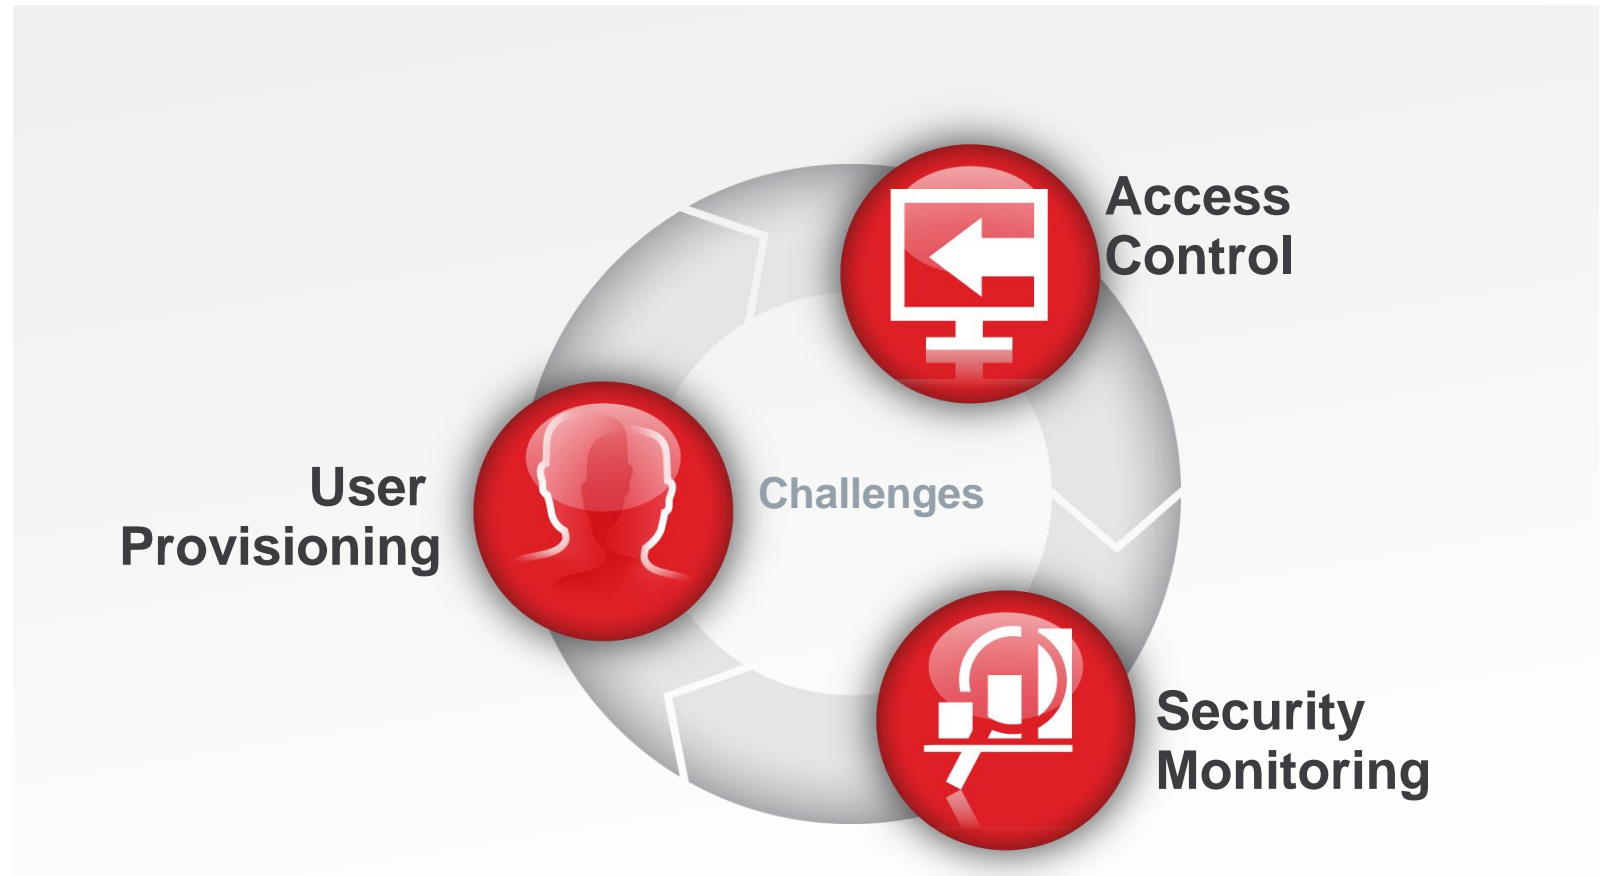 Access
Control
User
Provisioning
Challenges
Security
Monitoring